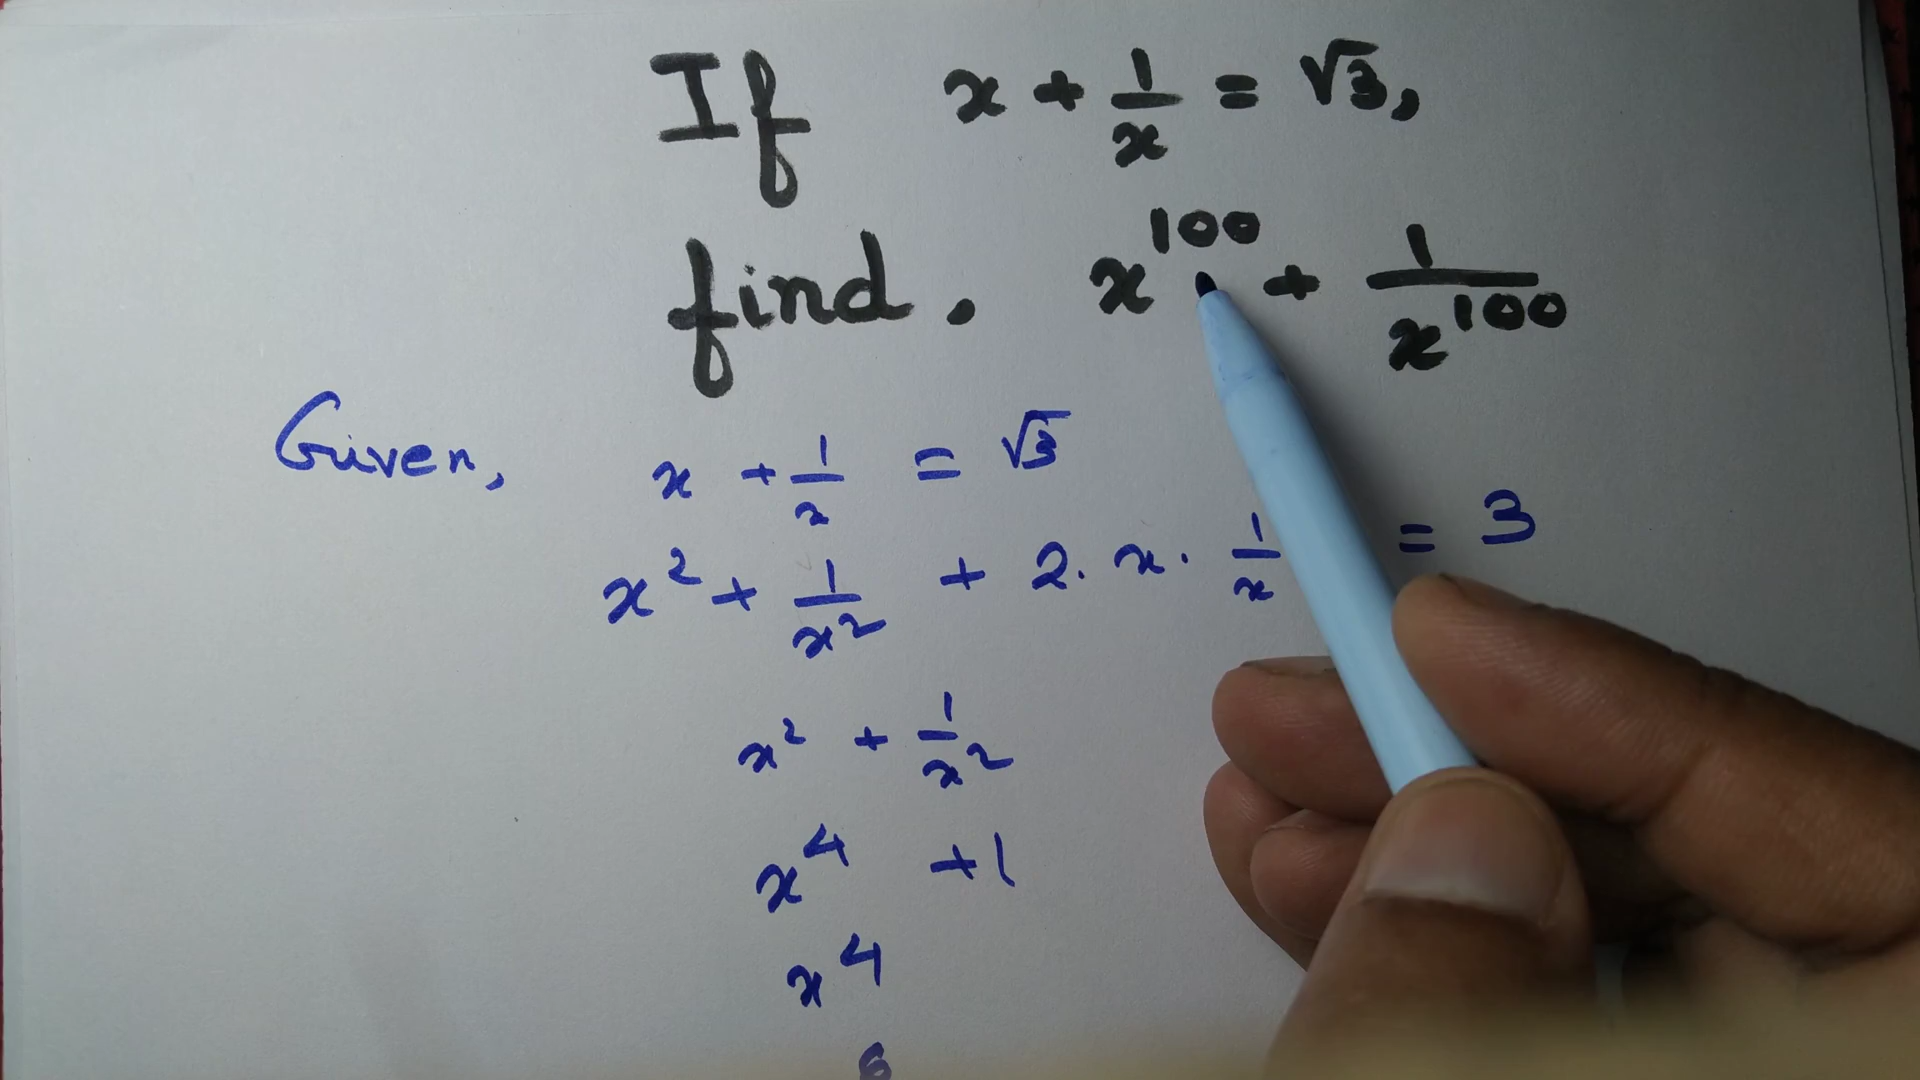 If x + 1/x = √3,
find. x^100 + 1/x^100
Given, x + 1/x = √3
x^2 + 1/x^2 + 2. x. 1/x = 3
x^2 + 1/x^2
x^4 +1
x^4
6